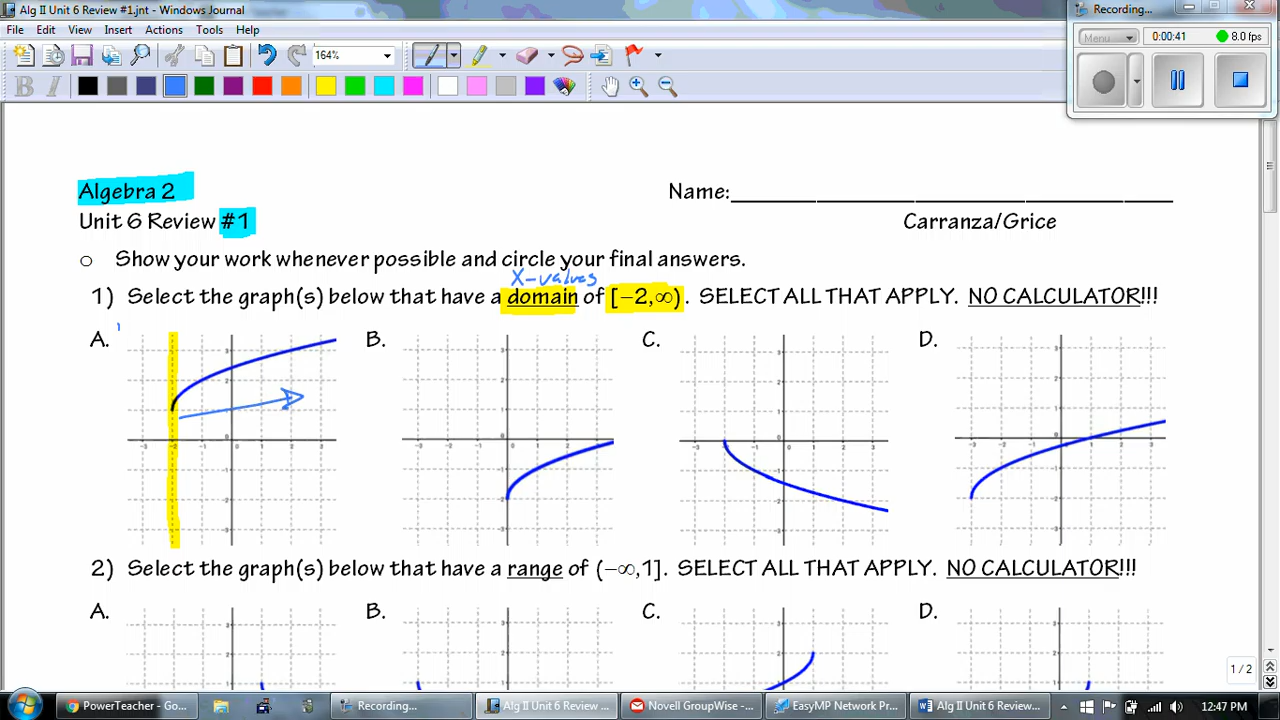 Alg II Unit 6 Review #1.jnt - Windows Journal
Recording...
File Edit View Insert Actions Tools Help
Menu 0:00:41 8.0 fps
164%
B I
Algebra 2 Name:
Unit 6 Review #1 Carranza/Grice
o Show your work whenever possible and circle your final answers.
X-values
1) Select the graph(s) below that have a domain of [−2,∞). SELECT ALL THAT APPLY. NO CALCULATOR!!!
A. B. C. D.
2) Select the graph(s) below that have a range of (−∞,1]. SELECT ALL THAT APPLY. NO CALCULATOR!!!
A. B. C. D.
1 / 2
PowerTeacher - Go... Recording... Alg II Unit 6 Review ... Novell GroupWise -... EasyMP Network Pr... Alg II Unit 6 Review... 12:47 PM